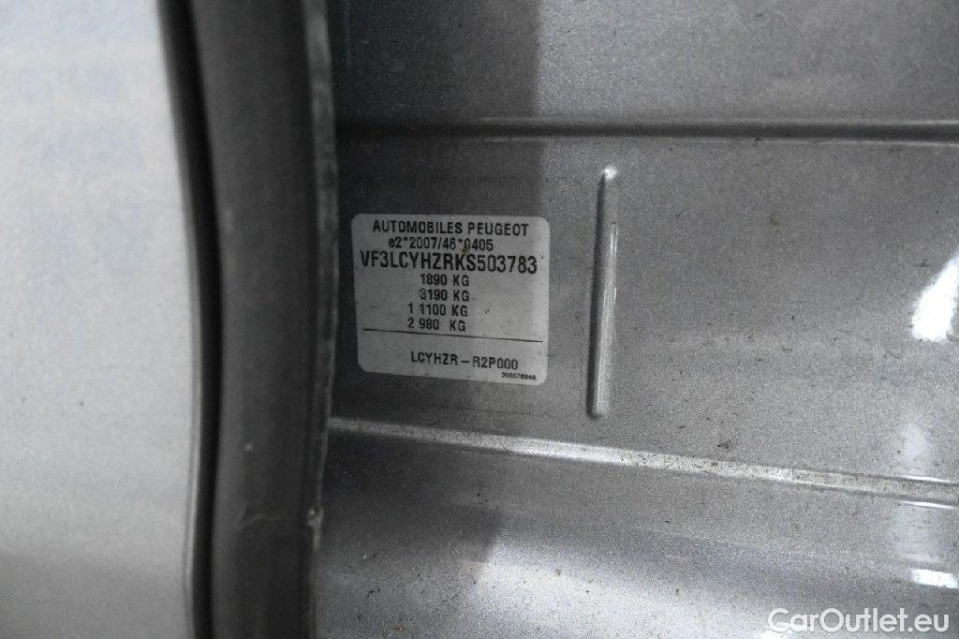 AUTOMOBILES PEUGEOT
e2*2007/46*0405
VF3LCYHZRKS503783
1890 KG
3190 KG
1 1100 KG
2 980 KG
LCYHZR-R2P000
CarOutlet.eu